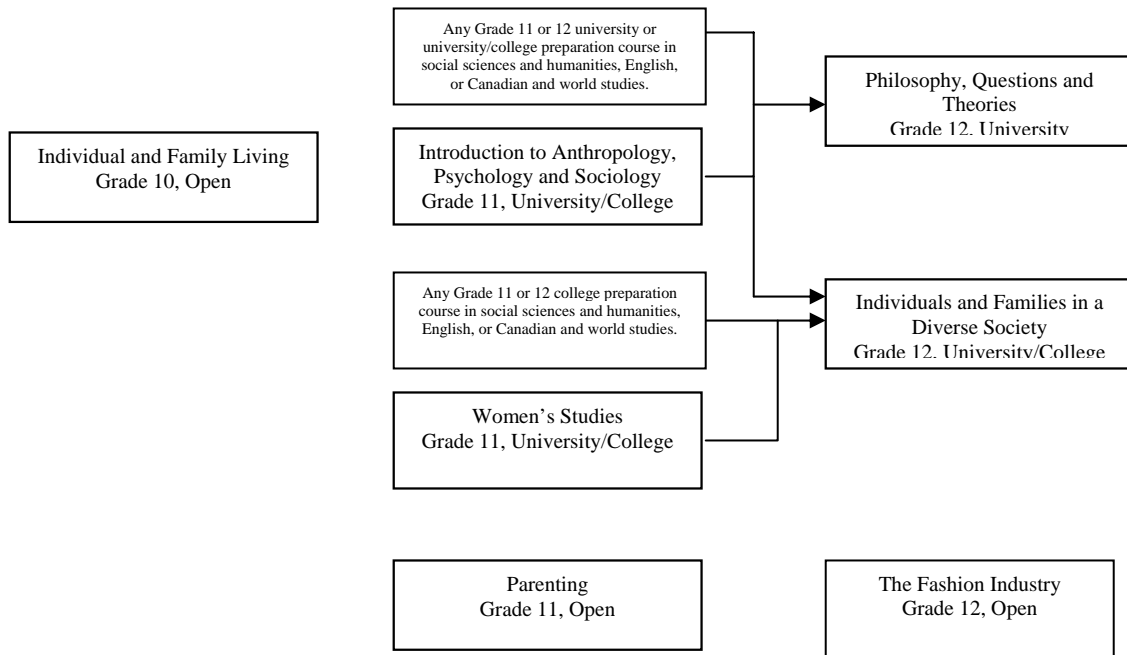 Any Grade 11 or 12 university or
university/college preparation course in
social sciences and humanities, English,
or Canadian and world studies.
Philosophy, Questions and
Theories
Grade 12, University
Individual and Family Living
Grade 10, Open
Introduction to Anthropology,
Psychology and Sociology
Grade 11, University/College
Any Grade 11 or 12 college preparation
course in social sciences and humanities,
English, or Canadian and world studies.
Individuals and Families in a
Diverse Society
Grade 12, University/College
Women’s Studies
Grade 11, University/College
Parenting
Grade 11, Open
The Fashion Industry
Grade 12, Open